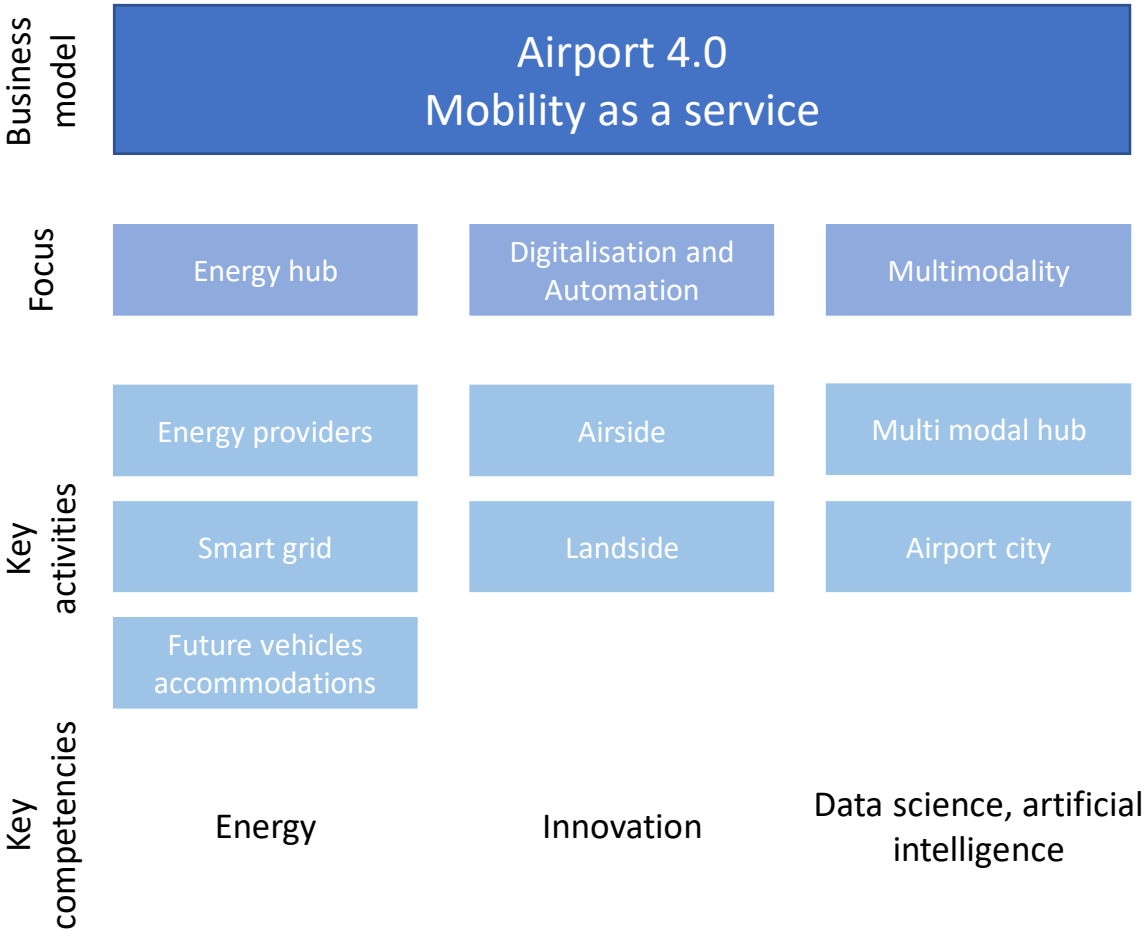 Business
model
Airport 4.0
Mobility as a service
Focus
Energy hub
Digitalisation and
Automation
Multimodality
Key
activities
Energy providers
Airside
Multi modal hub
Smart grid
Landside
Airport city
Future vehicles
accommodations
Key
competencies
Energy
Innovation
Data science, artificial
intelligence